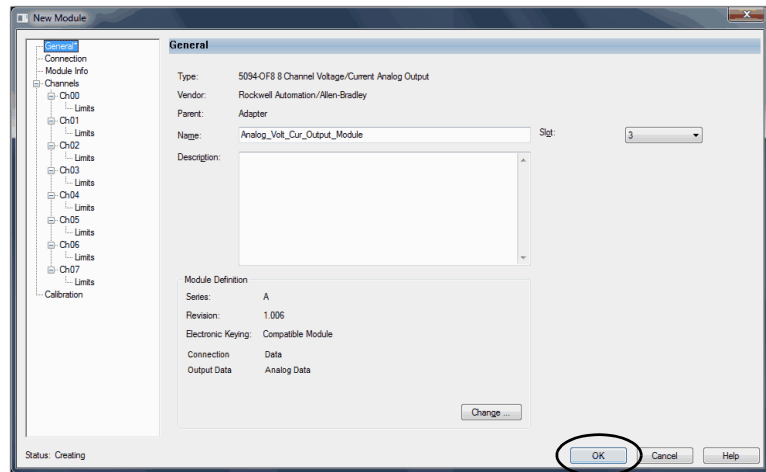 New Module
General*
Connection
Module Info
Channels
Ch00
Limits
Ch01
Limits
Ch02
Limits
Ch03
Limits
Ch04
Limits
Ch05
Limits
Ch06
Limits
Ch07
Limits
Calibration
General
Type: 5094-OF8 8 Channel Voltage/Current Analog Output
Vendor: Rockwell Automation/Allen-Bradley
Parent: Adapter
Name: Analog_Volt_Cur_Output_Module Slot: 3
Description:
Module Definition
Series: A
Revision: 1.006
Electronic Keying: Compatible Module
Connection Data
Output Data Analog Data
Change ...
Status: Creating
OK Cancel Help